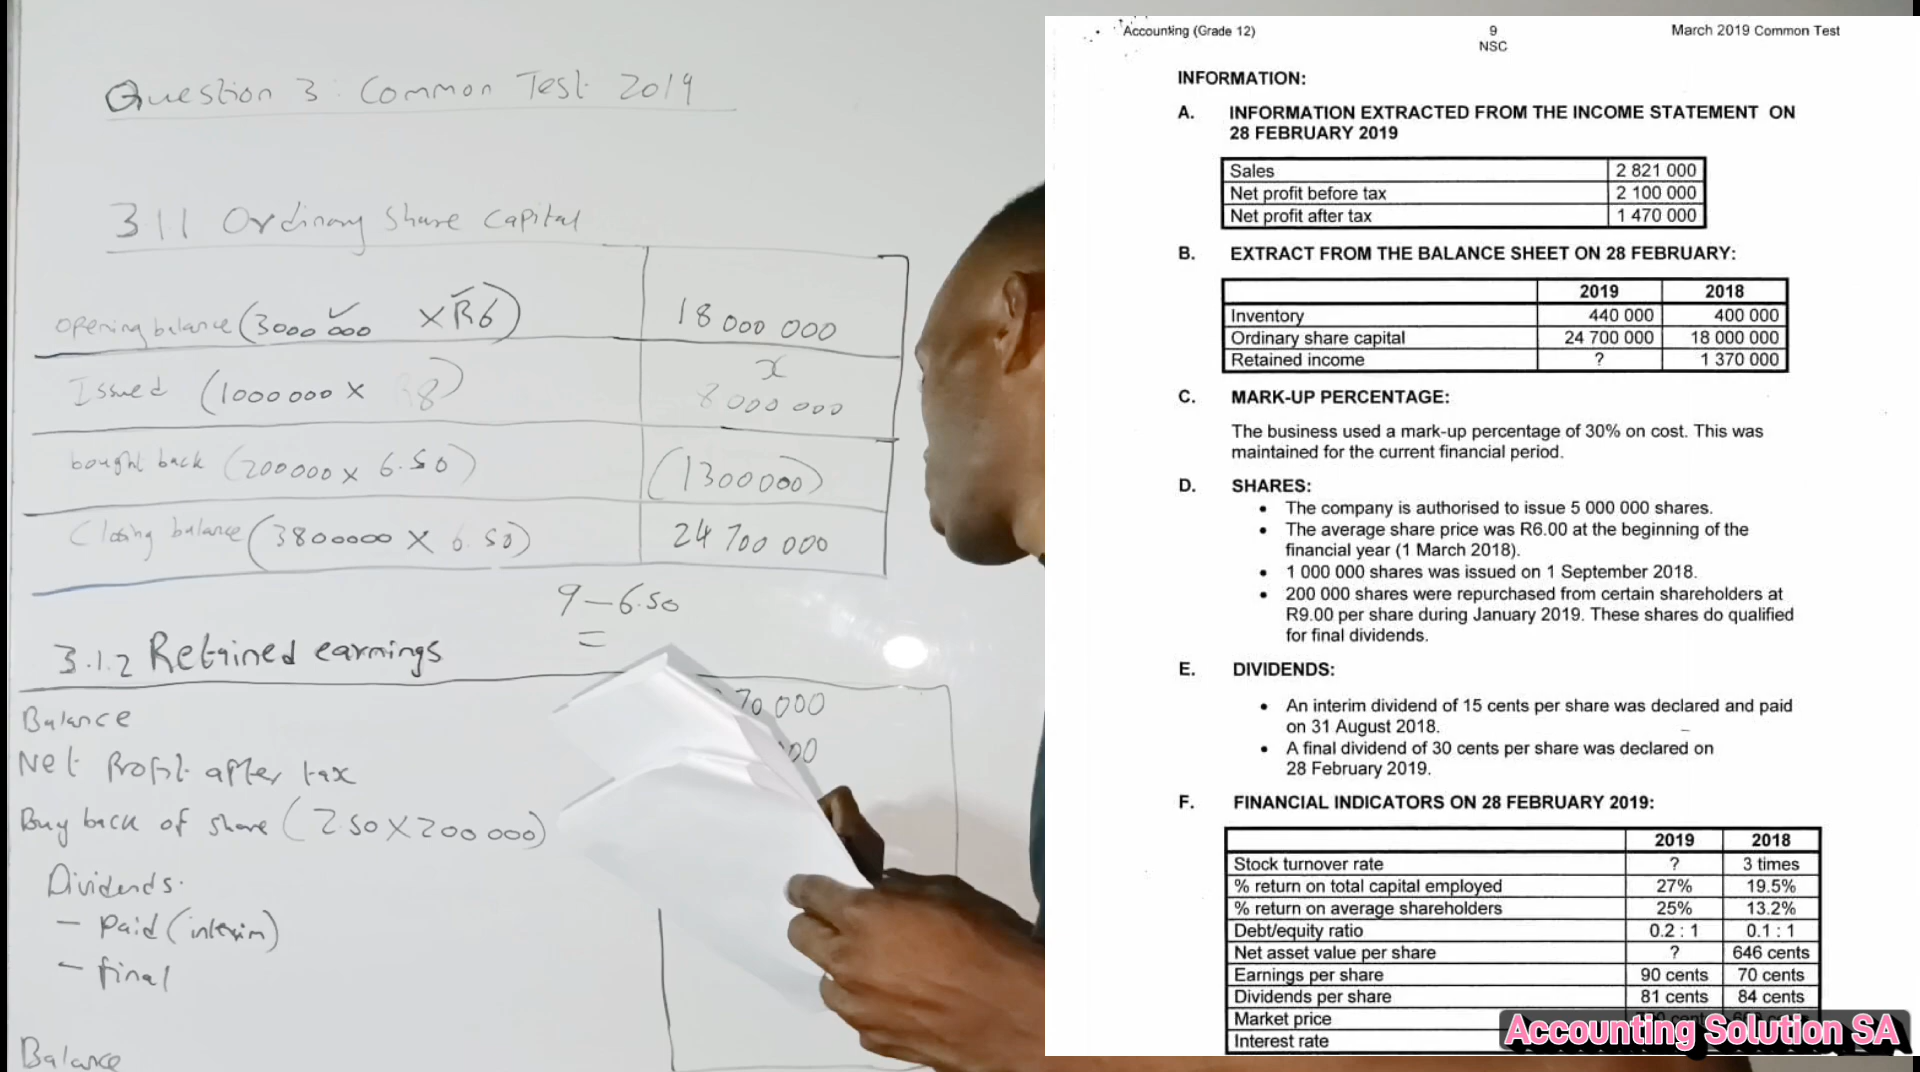 Question 3 : Common Test 2019
3.1.1 Ordinary Share Capital
opening balance (3000 000 × R6) 18 000 000
x
Issued (1000 000 × R8) 8 000 000
bought back (200000 × 6.50) (1300000)
Closing balance (3800000 × 6.50) 24 700 000
9 – 6.50
=
3.1.2 Retained earnings
Balance 70 000
Net Profit after tax 00
Buy back of share (2.50 × 200 000)
Dividends:
– paid (interim)
– final
Balance
Accounting (Grade 12) 9 March 2019 Common Test
NSC
INFORMATION:
A. INFORMATION EXTRACTED FROM THE INCOME STATEMENT ON
28 FEBRUARY 2019
Sales 2 821 000
Net profit before tax 2 100 000
Net profit after tax 1 470 000
B. EXTRACT FROM THE BALANCE SHEET ON 28 FEBRUARY:
2019 2018
Inventory 440 000 400 000
Ordinary share capital 24 700 000 18 000 000
Retained income ? 1 370 000
C. MARK-UP PERCENTAGE:
The business used a mark-up percentage of 30% on cost. This was
maintained for the current financial period.
D. SHARES:
• The company is authorised to issue 5 000 000 shares.
• The average share price was R6.00 at the beginning of the
financial year (1 March 2018).
• 1 000 000 shares was issued on 1 September 2018.
• 200 000 shares were repurchased from certain shareholders at
R9.00 per share during January 2019. These shares do qualified
for final dividends.
E. DIVIDENDS:
• An interim dividend of 15 cents per share was declared and paid
on 31 August 2018.
• A final dividend of 30 cents per share was declared on
28 February 2019.
F. FINANCIAL INDICATORS ON 28 FEBRUARY 2019:
2019 2018
Stock turnover rate ? 3 times
% return on total capital employed 27% 19.5%
% return on average shareholders 25% 13.2%
Debt/equity ratio 0.2 : 1 0.1 : 1
Net asset value per share ? 646 cents
Earnings per share 90 cents 70 cents
Dividends per share 81 cents 84 cents
Market price
Interest rate
Accounting Solution SA